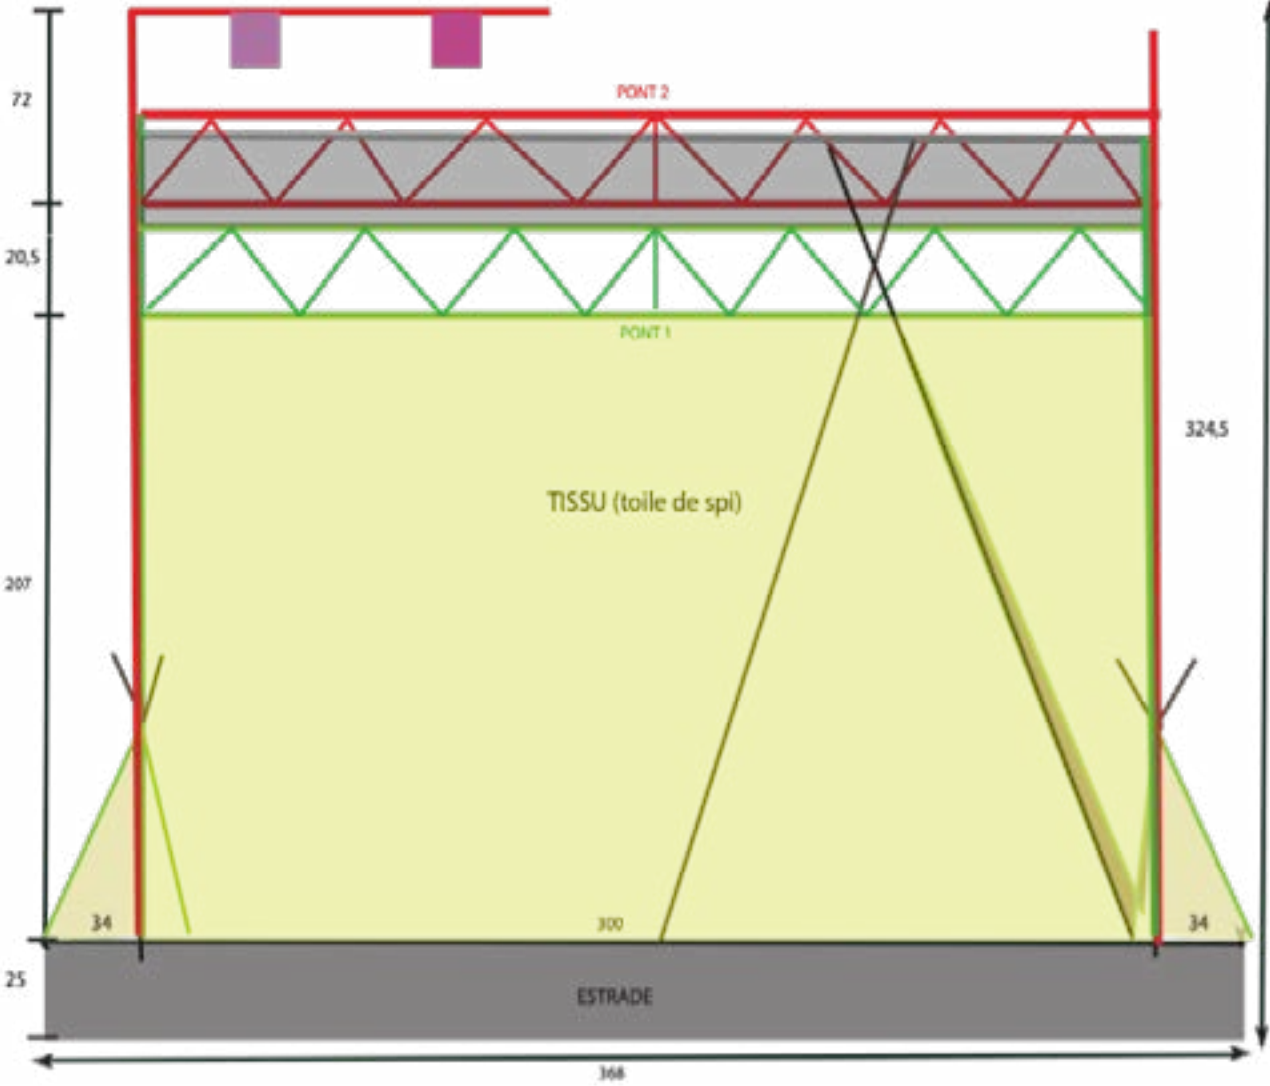 72
PONT 2
20,5
PONT 1
324,5
TISSU (toile de spi)
207
34
300
34
25
ESTRADE
368